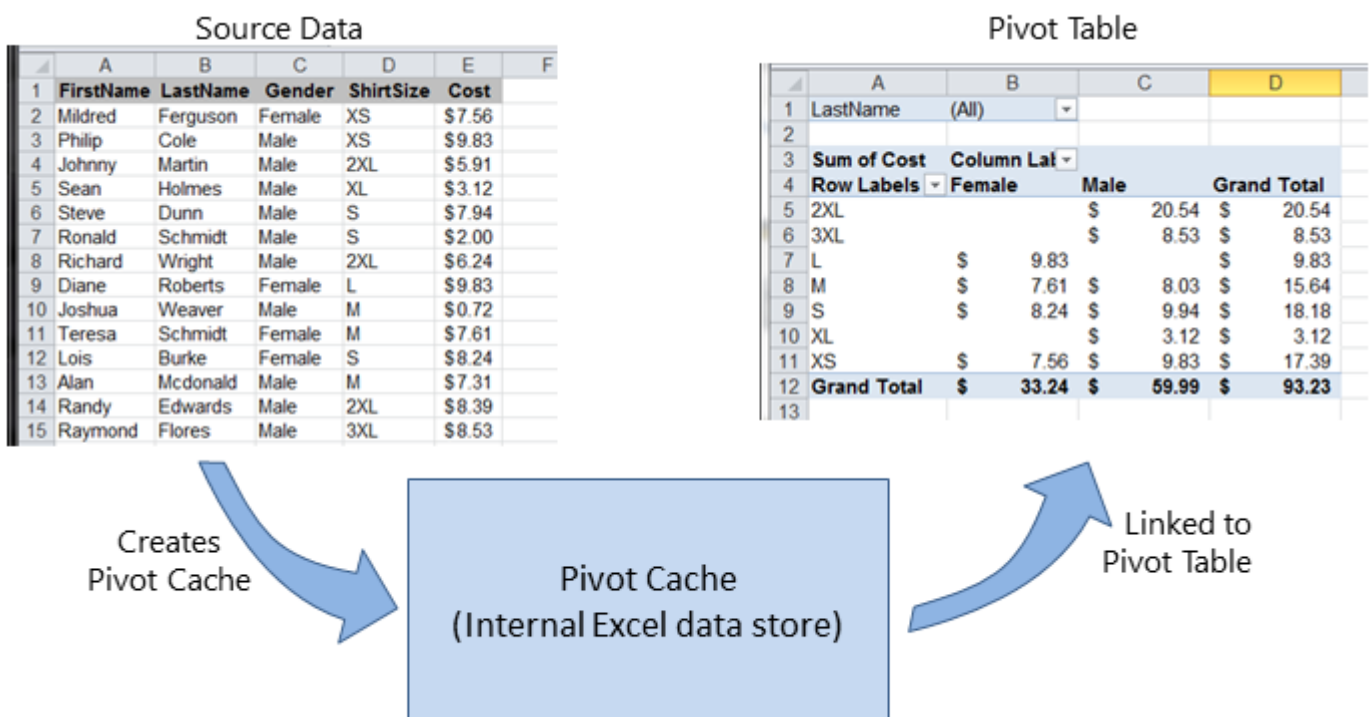 Source Data
A B C D E F
1 FirstName LastName Gender ShirtSize Cost
2 Mildred Ferguson Female XS $7.56
3 Philip Cole Male XS $9.83
4 Johnny Martin Male 2XL $5.91
5 Sean Holmes Male XL $3.12
6 Steve Dunn Male S $7.94
7 Ronald Schmidt Male S $2.00
8 Richard Wright Male 2XL $6.24
9 Diane Roberts Female L $9.83
10 Joshua Weaver Male M $0.72
11 Teresa Schmidt Female M $7.61
12 Lois Burke Female S $8.24
13 Alan Mcdonald Male M $7.31
14 Randy Edwards Male 2XL $8.39
15 Raymond Flores Male 3XL $8.53
Pivot Table
A B C D
1 LastName (All)
2
3 Sum of Cost Column Lal
4 Row Labels Female Male Grand Total
5 2XL $ 20.54 $ 20.54
6 3XL $ 8.53 $ 8.53
7 L $ 9.83 $ 9.83
8 M $ 7.61 $ 8.03 $ 15.64
9 S $ 8.24 $ 9.94 $ 18.18
10 XL $ 3.12 $ 3.12
11 XS $ 7.56 $ 9.83 $ 17.39
12 Grand Total $ 33.24 $ 59.99 $ 93.23
13
Creates
Pivot Cache
Pivot Cache
(Internal Excel data store)
Linked to
Pivot Table